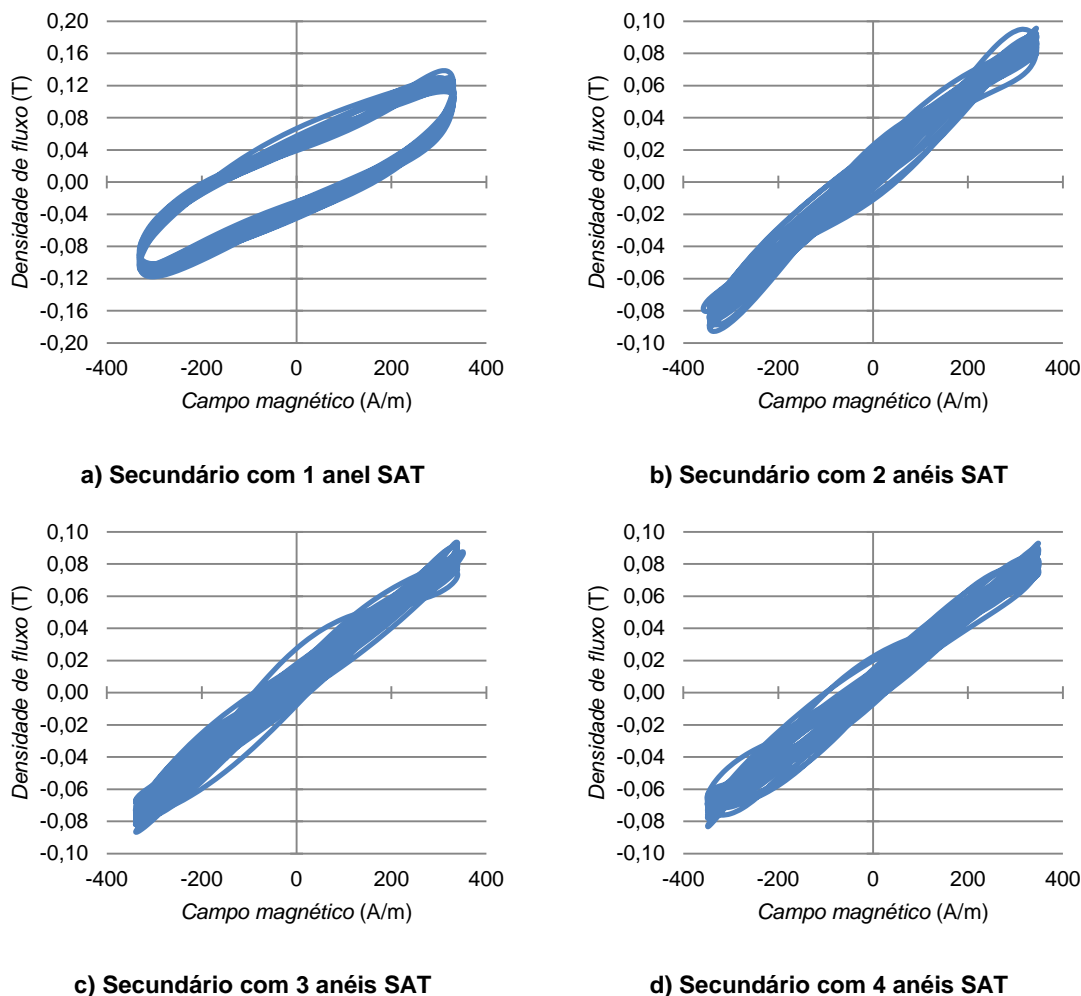 0,20
0,16
0,12
0,08
0,04
0,00
-0,04
-0,08
-0,12
-0,16
-0,20
-400 -200 0 200 400
Densidade de fluxo (T)
Campo magnético (A/m)
a) Secundário com 1 anel SAT
0,10
0,08
0,06
0,04
0,02
0,00
-0,02
-0,04
-0,06
-0,08
-0,10
-400 -200 0 200 400
Densidade de fluxo (T)
Campo magnético (A/m)
b) Secundário com 2 anéis SAT
0,10
0,08
0,06
0,04
0,02
0,00
-0,02
-0,04
-0,06
-0,08
-0,10
-400 -200 0 200 400
Densidade de fluxo (T)
Campo magnético (A/m)
c) Secundário com 3 anéis SAT
0,10
0,08
0,06
0,04
0,02
0,00
-0,02
-0,04
-0,06
-0,08
-0,10
-400 -200 0 200 400
Densidade de fluxo (T)
Campo magnético (A/m)
d) Secundário com 4 anéis SAT